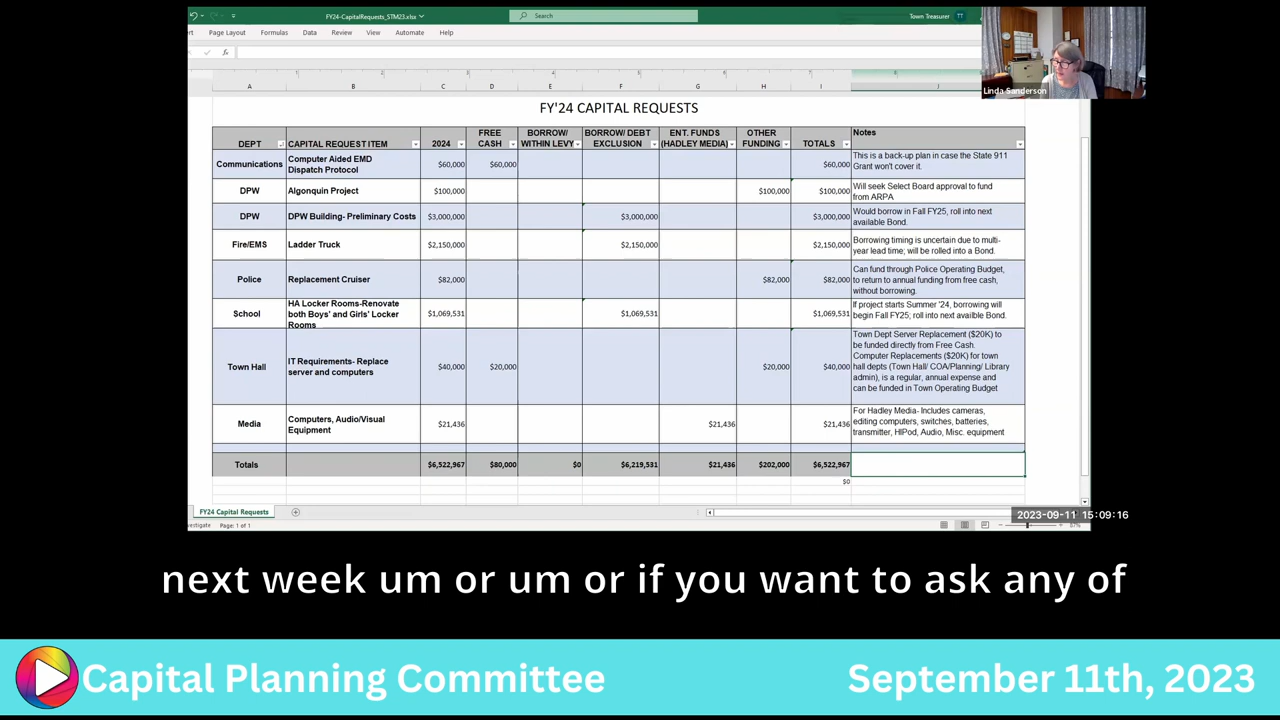 FY24-CapitalRequests_STM23.xlsx
Search
Town Treasurer TT
Page Layout Formulas Data Review View Automate Help
fx
Linda Sanderson
A B C D E F G H I J
FY'24 CAPITAL REQUESTS
DEPT CAPITAL REQUEST ITEM 2024 FREE CASH BORROW/ WITHIN LEVY BORROW/ DEBT EXCLUSION ENT. FUNDS (HADLEY MEDIA) OTHER FUNDING TOTALS Notes
Communications Computer Aided EMD Dispatch Protocol $60,000 $60,000 $60,000 This is a back-up plan in case the State 911 Grant won't cover it.
DPW Algonquin Project $100,000 $100,000 $100,000 Will seek Select Board approval to fund from ARPA
DPW DPW Building- Preliminary Costs $3,000,000 $3,000,000 $3,000,000 Would borrow in Fall FY25, roll into next available Bond.
Fire/EMS Ladder Truck $2,150,000 $2,150,000 $2,150,000 Borrowing timing is uncertain due to multi-year lead time; will be rolled into a Bond.
Police Replacement Cruiser $82,000 $82,000 $82,000 Can fund through Police Operating Budget, to return to annual funding from free cash, without borrowing.
School HA Locker Rooms-Renovate both Boys' and Girls' Locker Rooms $1,069,531 $1,069,531 $1,069,531 If project starts Summer '24, borrowing will begin Fall FY25; roll into next availble Bond.
Town Hall IT Requirements- Replace server and computers $40,000 $20,000 $20,000 $40,000 Town Dept Server Replacement ($20K) to be funded directly from Free Cash. Computer Replacements ($20K) for town hall depts (Town Hall/ COA/Planning/ Library admin), is a regular, annual expense and can be funded in Town Operating Budget
Media Computers, Audio/Visual Equipment $21,436 $21,436 $21,436 For Hadley Media- Includes cameras, editing computers, switches, batteries, transmitter, HIPod, Audio, Misc. equipment
Totals $6,522,967 $80,000 $0 $6,219,531 $21,436 $202,000 $6,522,967
$0
FY24 Capital Requests
2023-09-11 15:09:16
Page: 1 of 1
next week um or um or if you want to ask any of
Capital Planning Committee September 11th, 2023